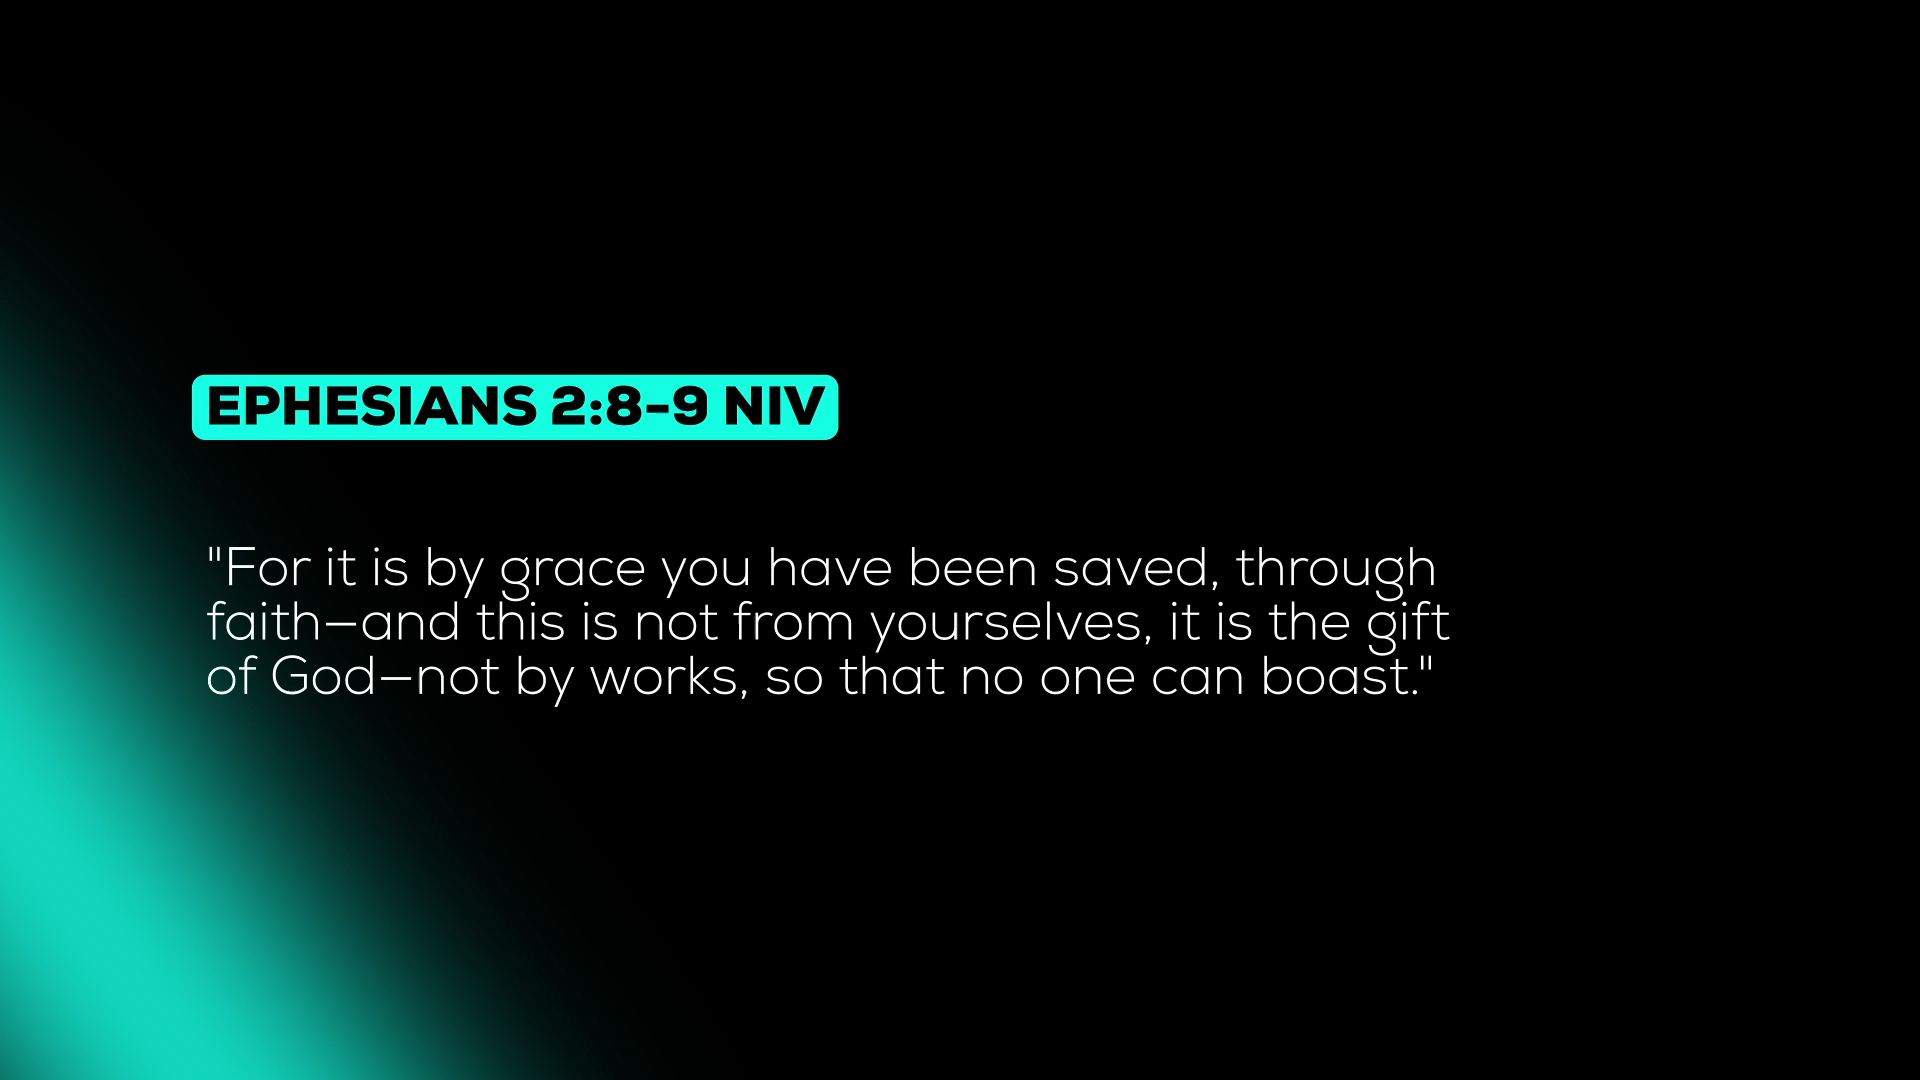 EPHESIANS 2:8-9 NIV
"For it is by grace you have been saved, through
faith—and this is not from yourselves, it is the gift
of God—not by works, so that no one can boast."